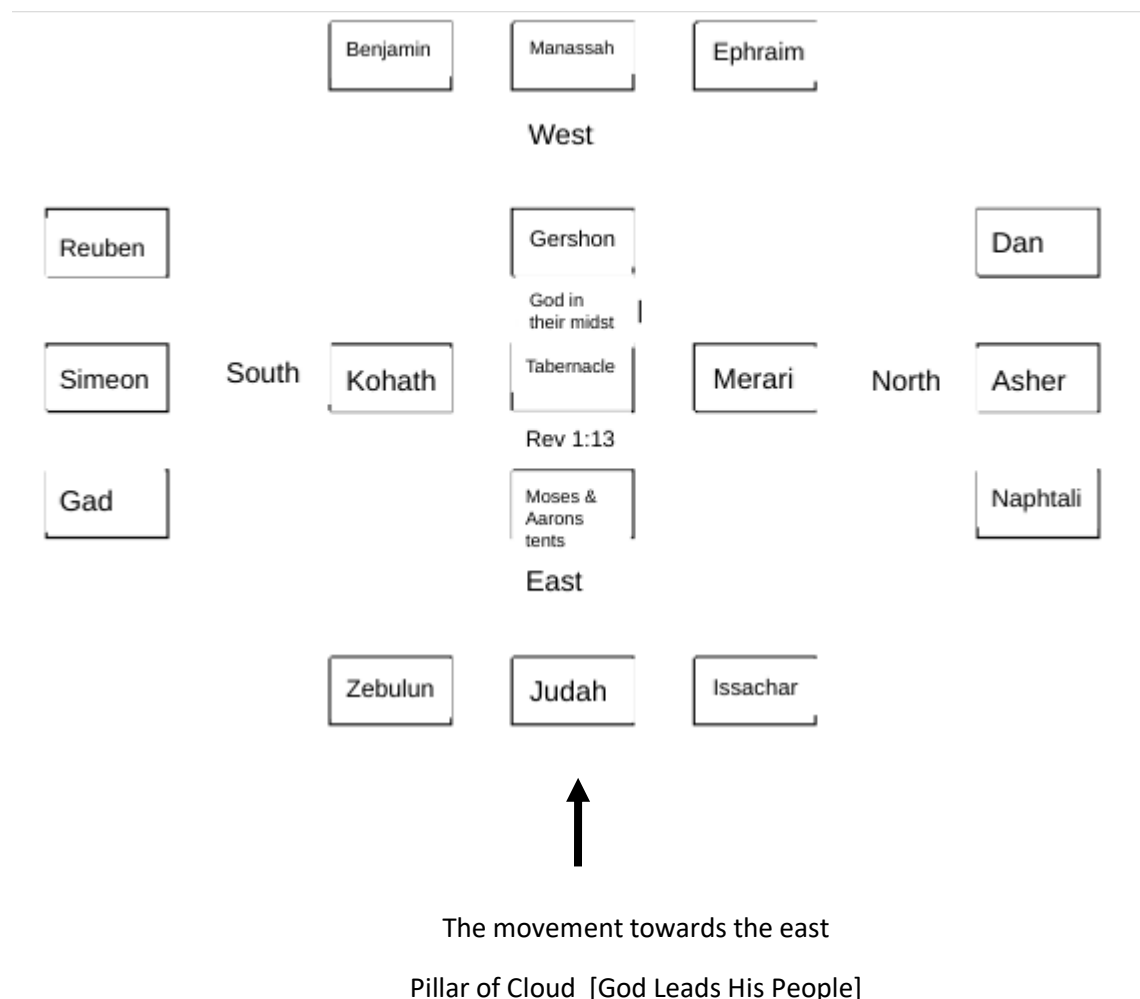 Benjamin
Manassah
Ephraim
West
Reuben
Gershon
Dan
God in
their midst
Simeon
South
Kohath
Tabernacle
Merari
North
Asher
Rev 1:13
Gad
Moses &
Aarons
tents
Naphtali
East
Zebulun
Judah
Issachar
The movement towards the east
Pillar of Cloud [God Leads His People]